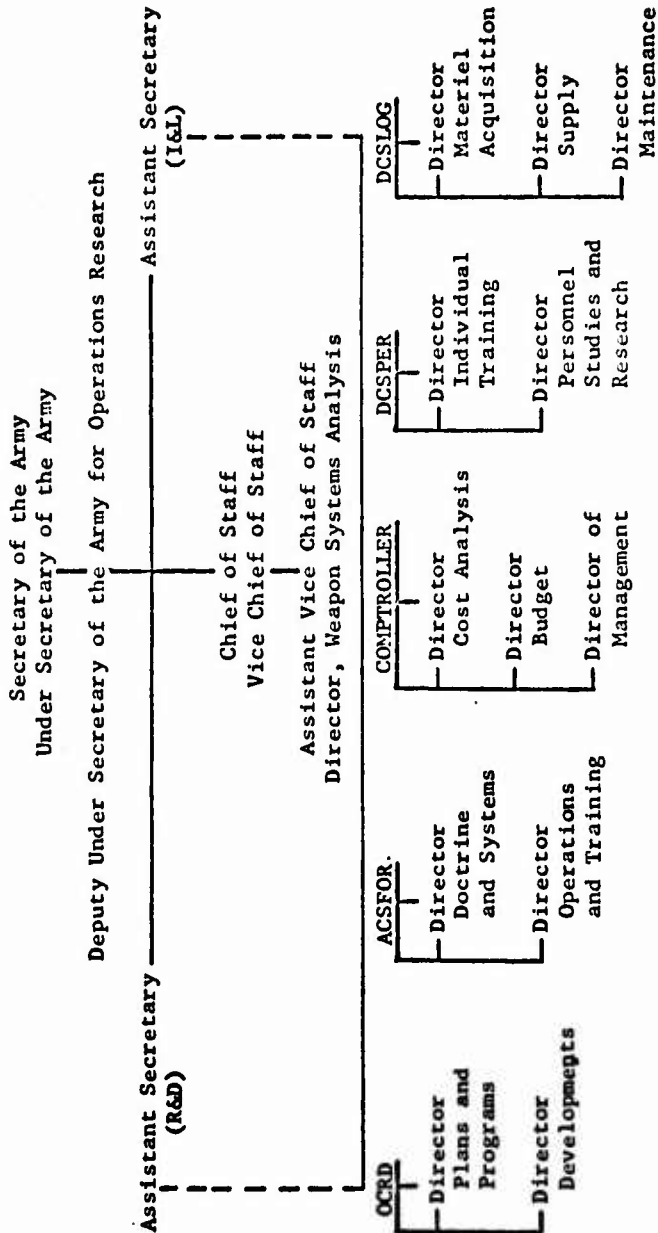 Secretary of the Army
Under Secretary of the Army
Deputy Under Secretary of the Army for Operations Research
Assistant Secretary
(R&D)
Assistant Secretary
(I&L)
Chief of Staff
Vice Chief of Staff
Assistant Vice Chief of Staff
Director, Weapon Systems Analysis
OCRD
Director
Plans and
Programs
Director
Developments
ACSFOR.
Director
Doctrine
and Systems
Director
Operations
and Training
COMPTROLLER
Director
Cost Analysis
Director
Budget
Director of
Management
DCSPER
Director
Individual
Training
Director
Personnel
Studies and
Research
DCSLOG
Director
Materiel
Acquisition
Director
Supply
Director
Maintenance